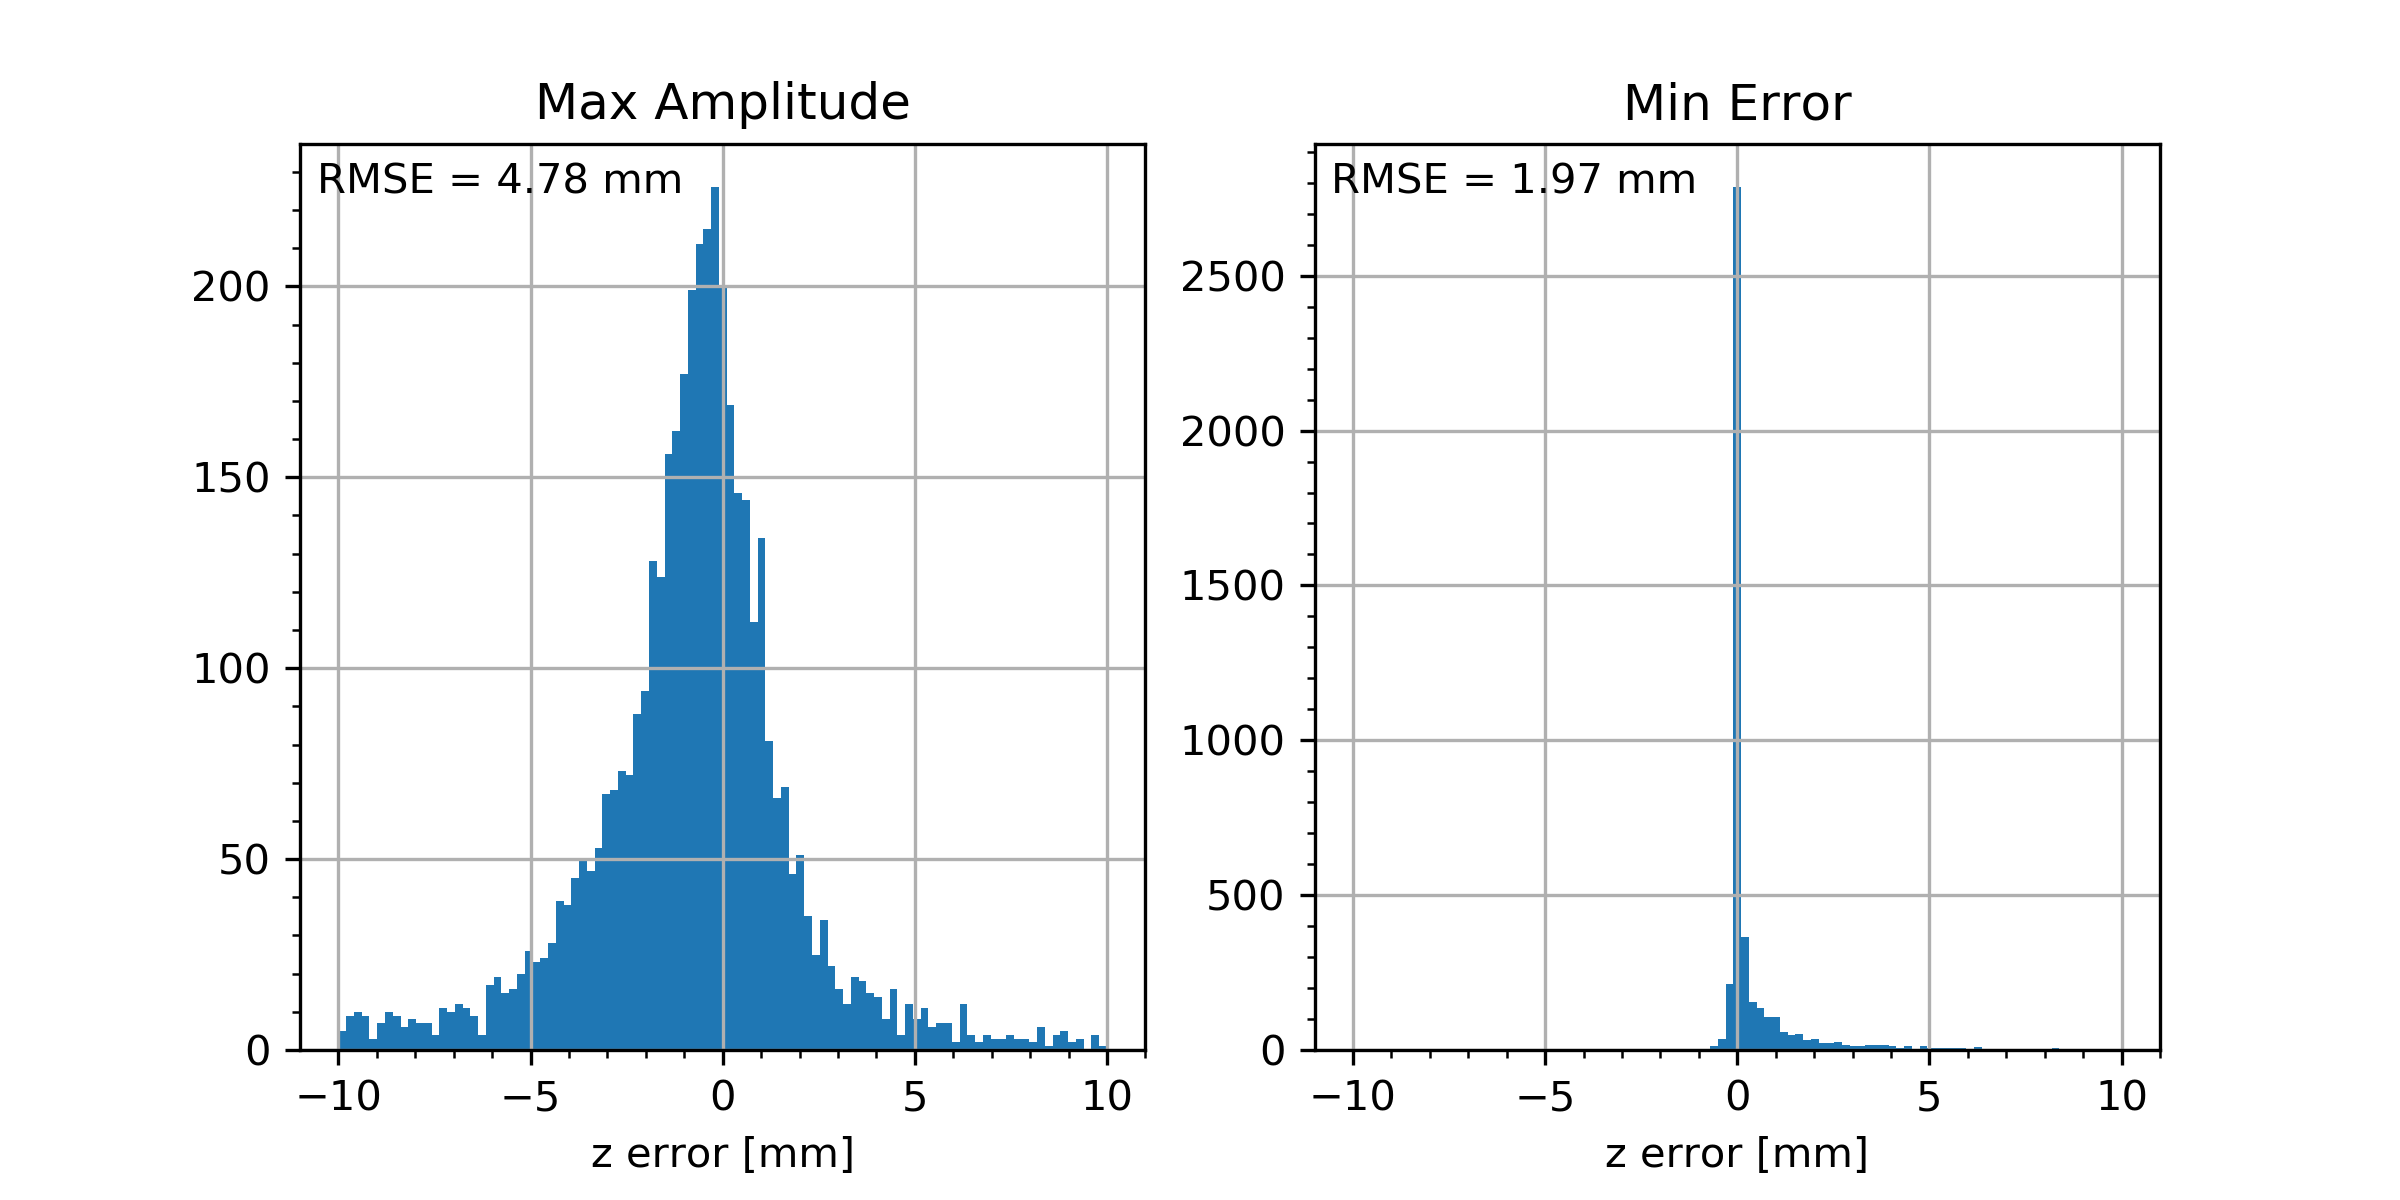 Max Amplitude
RMSE = 4.78 mm
200
150
100
50
0
−10 −5 0 5 10
z error [mm]
Min Error
RMSE = 1.97 mm
2500
2000
1500
1000
500
0
−10 −5 0 5 10
z error [mm]